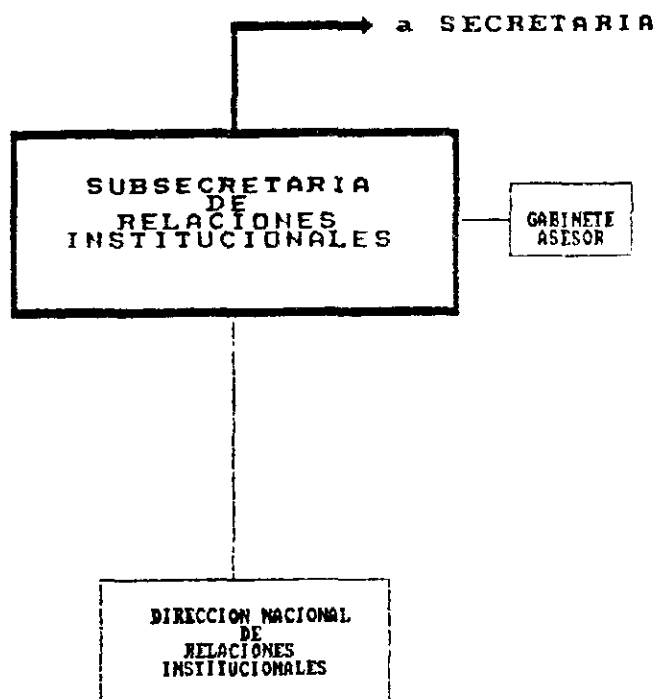 a SECRETARIA
SUBSECRETARIA
DE
RELACIONES
INSTITUCIONALES
GABINETE
ASESOR
DIRECCION NACIONAL
DE
RELACIONES
INSTITUCIONALES